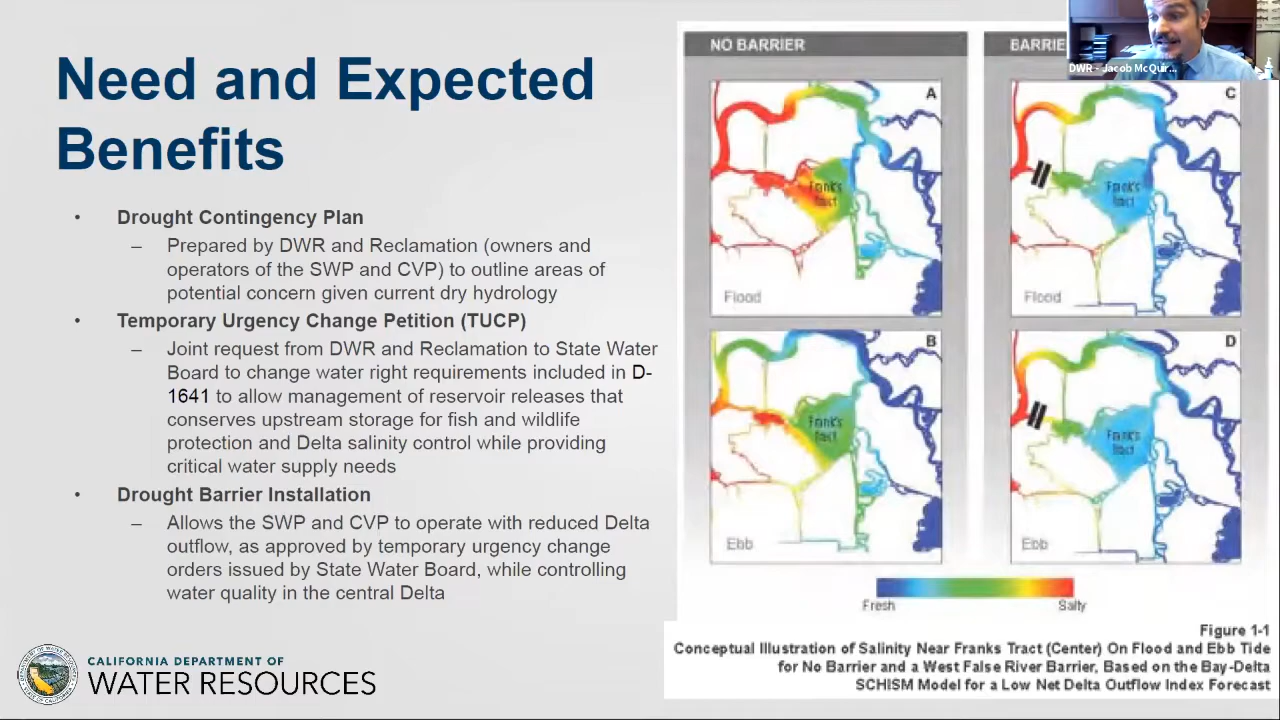 Need and Expected
Benefits
• Drought Contingency Plan
– Prepared by DWR and Reclamation (owners and
operators of the SWP and CVP) to outline areas of
potential concern given current dry hydrology
• Temporary Urgency Change Petition (TUCP)
– Joint request from DWR and Reclamation to State Water
Board to change water right requirements included in D-
1641 to allow management of reservoir releases that
conserves upstream storage for fish and wildlife
protection and Delta salinity control while providing
critical water supply needs
• Drought Barrier Installation
– Allows the SWP and CVP to operate with reduced Delta
outflow, as approved by temporary urgency change
orders issued by State Water Board, while controlling
water quality in the central Delta
CALIFORNIA DEPARTMENT OF
WATER RESOURCES
NO BARRIER
A
Frank's
tract
Flood
B
Frank's
tract
Ebb
BARRIE
DWR - Jacob McQuir...
C
Frank's
tract
Flood
D
Frank's
tract
Ebb
Fresh
Salty
Figure 1-1
Conceptual Illustration of Salinity Near Franks Tract (Center) On Flood and Ebb Tide
for No Barrier and a West False River Barrier, Based on the Bay-Delta
SCHISM Model for a Low Net Delta Outflow Index Forecast